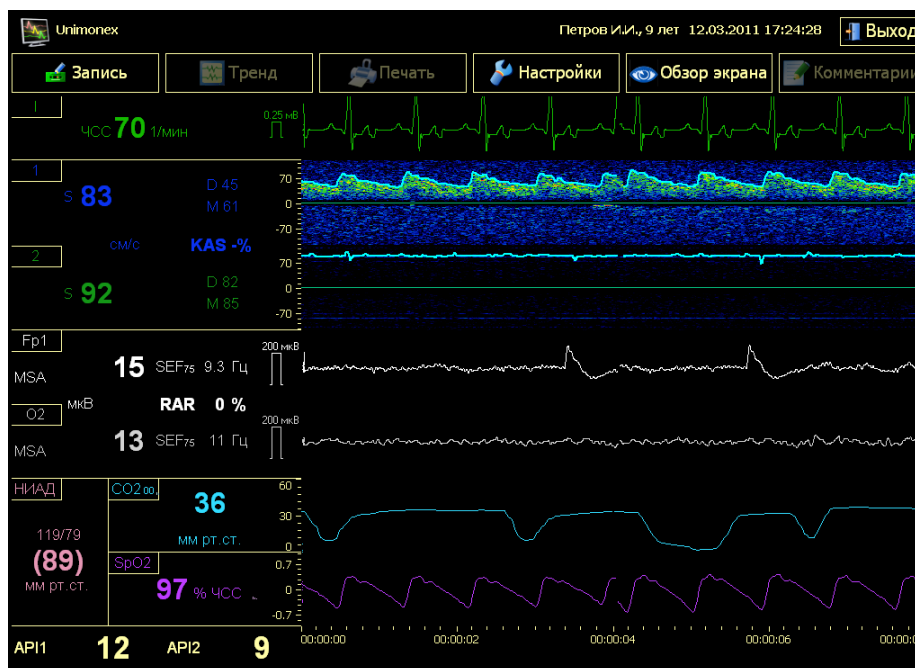 Unimonex
Петров И.И., 9 лет 12.03.2011 17:24:28
Выход
Запись
Тренд
Печать
Настройки
Обзор экрана
Комментарии
I
ЧСС 70 1/мин
0.25 мВ
1
S 83
D 45
M 61
70
0
-70
см/с
KAS -%
2
S 92
D 82
M 85
70
0
-70
Fp1
MSA
15 SEF75 9.3 Гц
200 мкВ
мкВ
RAR 0 %
O2
MSA
13 SEF75 11 Гц
200 мкВ
НИАД
119/79
(89)
мм рт.ст.
CO2 00,
36
мм рт.ст.
60
30
0
SpO2
97 % ЧСС
0.7
0
-0.7
00:00:00
00:00:02
00:00:04
00:00:06
00:00:0
API1 12
API2 9